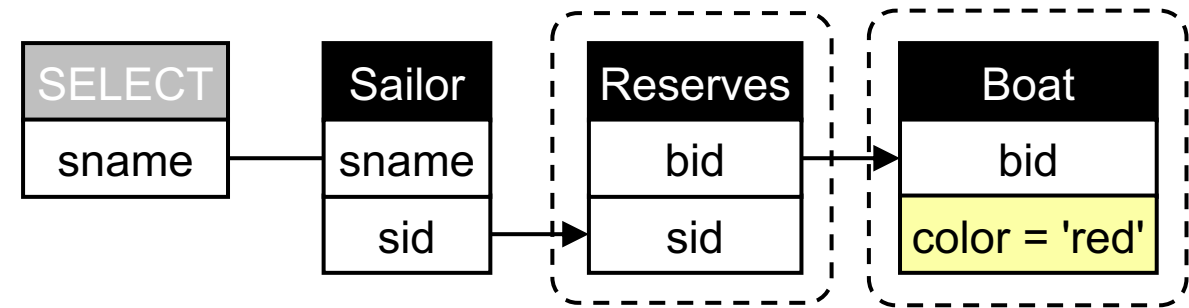 SELECT
sname
Sailor
sname
sid
Reserves
bid
sid
Boat
bid
color = 'red'